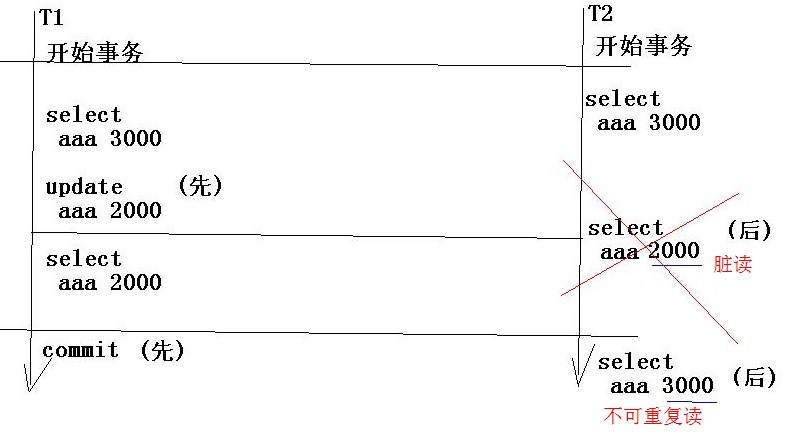 T1
开始事务
select
aaa 3000
update (先)
aaa 2000
select
aaa 2000
commit (先)
T2
开始事务
select
aaa 3000
select (后)
aaa 2000 脏读
select
aaa 3000 (后)
不可重复读